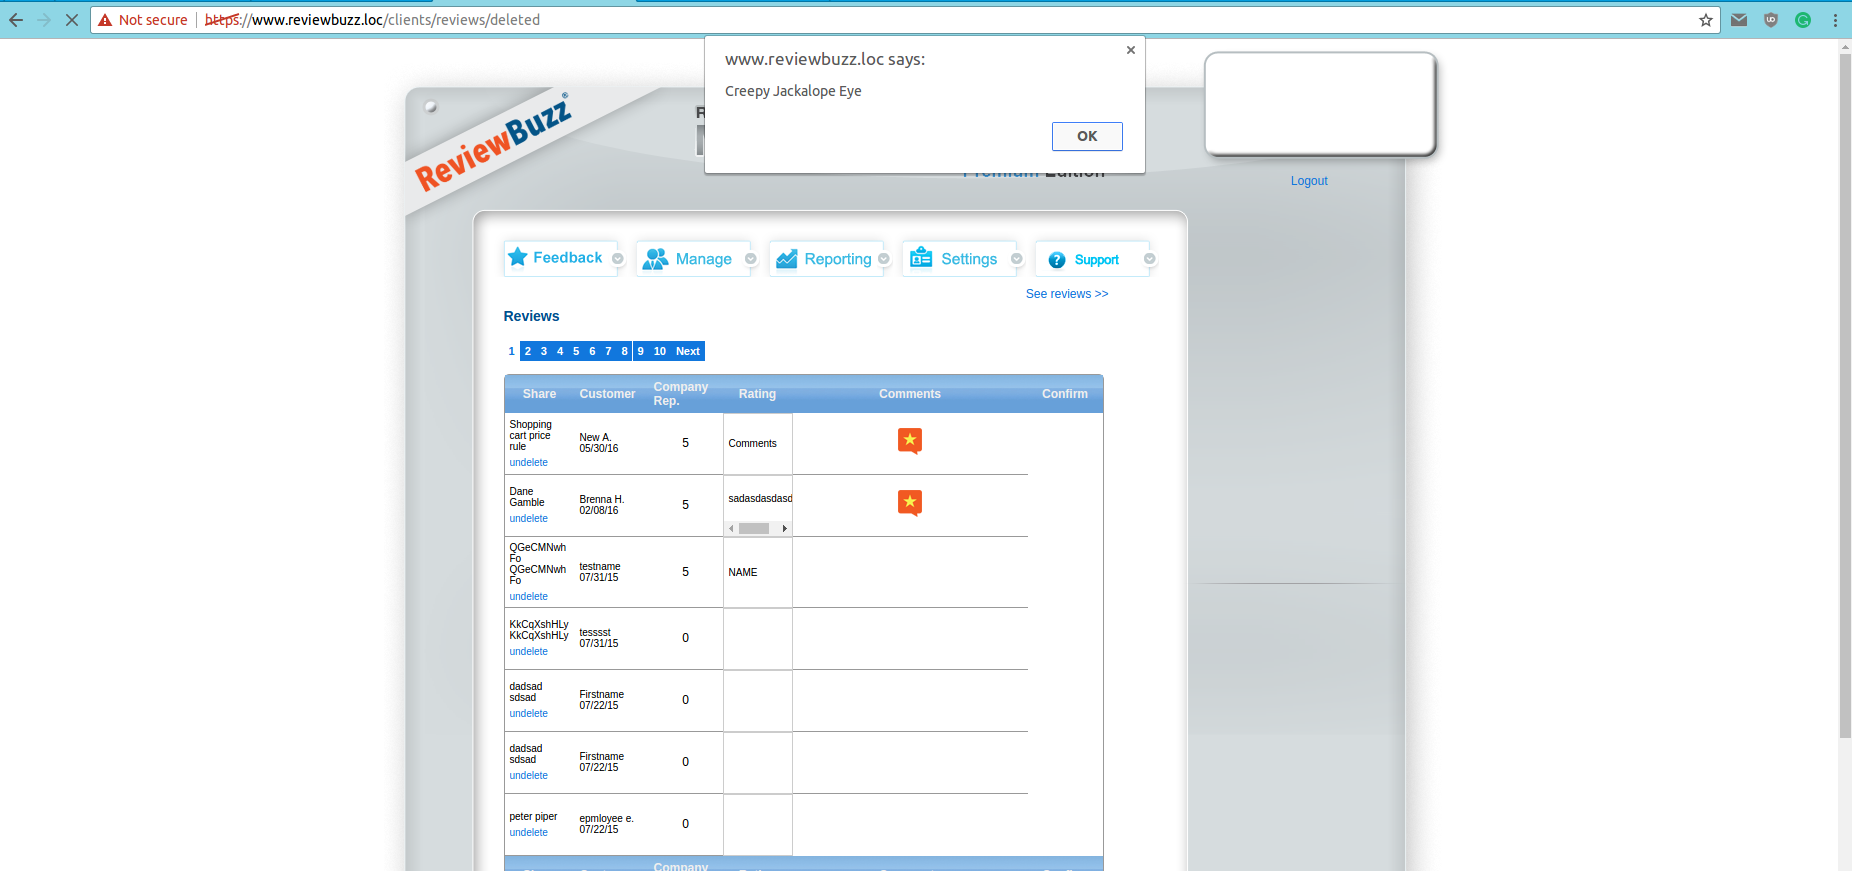 Not secure https://www.reviewbuzz.loc/clients/reviews/deleted
www.reviewbuzz.loc says:
Creepy Jackalope Eye
OK
ReviewBuzz®
Premium Edition
Logout
Feedback Manage Reporting Settings ? Support
See reviews >>
Reviews
1 2 3 4 5 6 7 8 9 10 Next
Share Customer Company Rep. Rating Comments Confirm
Shopping
cart price
rule
undelete
New A.
05/30/16
5
Comments
Dane
Gamble
undelete
Brenna H.
02/08/16
5
sadasdasdasd
QGeCMNwh
Fo
QGeCMNwh
Fo
undelete
testname
07/31/15
5
NAME
KkCqXshHLy
KkCqXshHLy
undelete
tesssst
07/31/15
0
dadsad
sdsad
undelete
Firstname
07/22/15
0
dadsad
sdsad
undelete
Firstname
07/22/15
0
peter piper
undelete
epmloyee e.
07/22/15
0
Company